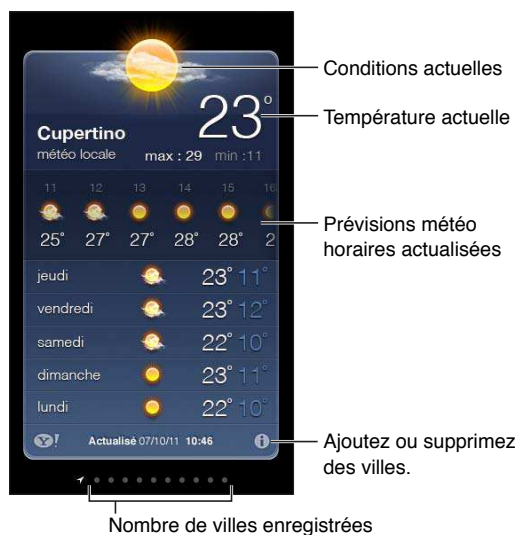 Conditions actuelles
23°
Température actuelle
Cupertino
météo locale
max : 29 min :11
11 12 13 14 15 16
25° 27° 27° 28° 28° 2
Prévisions météo
horaires actualisées
jeudi 23° 11°
vendredi 23° 12°
samedi 22° 10°
dimanche 23° 11°
lundi 22° 10°
Y! Actualisé 07/10/11 10:46 i
Ajoutez ou supprimez
des villes.
Nombre de villes enregistrées